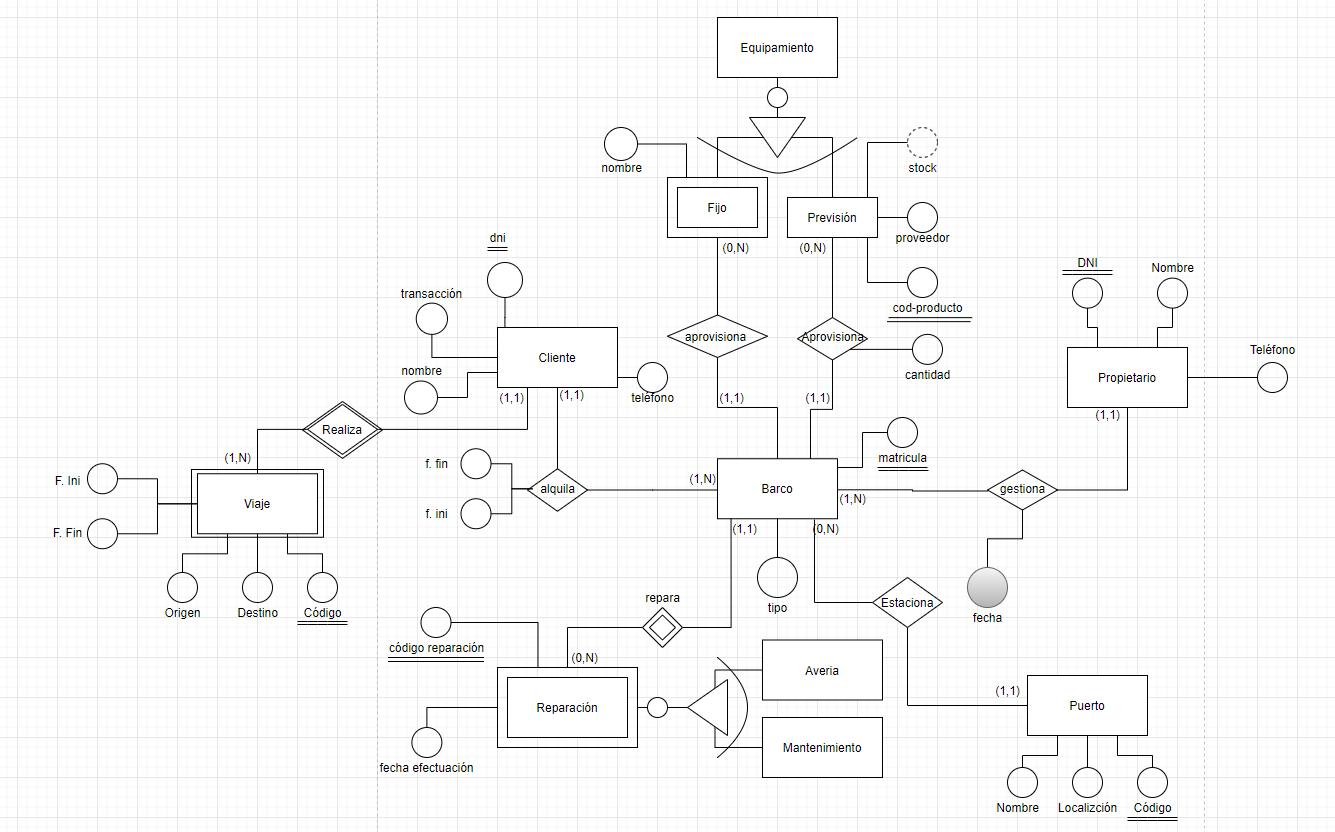 Equipamiento
nombre
stock
Fijo
Previsión
proveedor
(0,N)
(0,N)
dni
DNI
Nombre
transacción
cod-producto
aprovisiona
Aprovisiona
Cliente
Teléfono
nombre
cantidad
Propietario
teléfono
(1,1)
(1,1)
(1,1)
(1,1)
(1,1)
Realiza
(1,N)
matricula
f. fin
F. Ini
(1,N)
alquila
Barco
gestiona
(1,N)
Viaje
f. ini
F. Fin
(1,1)
(0,N)
repara
Estaciona
tipo
Origen
Destino
Código
fecha
código reparación
(0,N)
Averia
(1,1)
Reparación
Puerto
Mantenimiento
fecha efectuación
Nombre
Localizción
Código